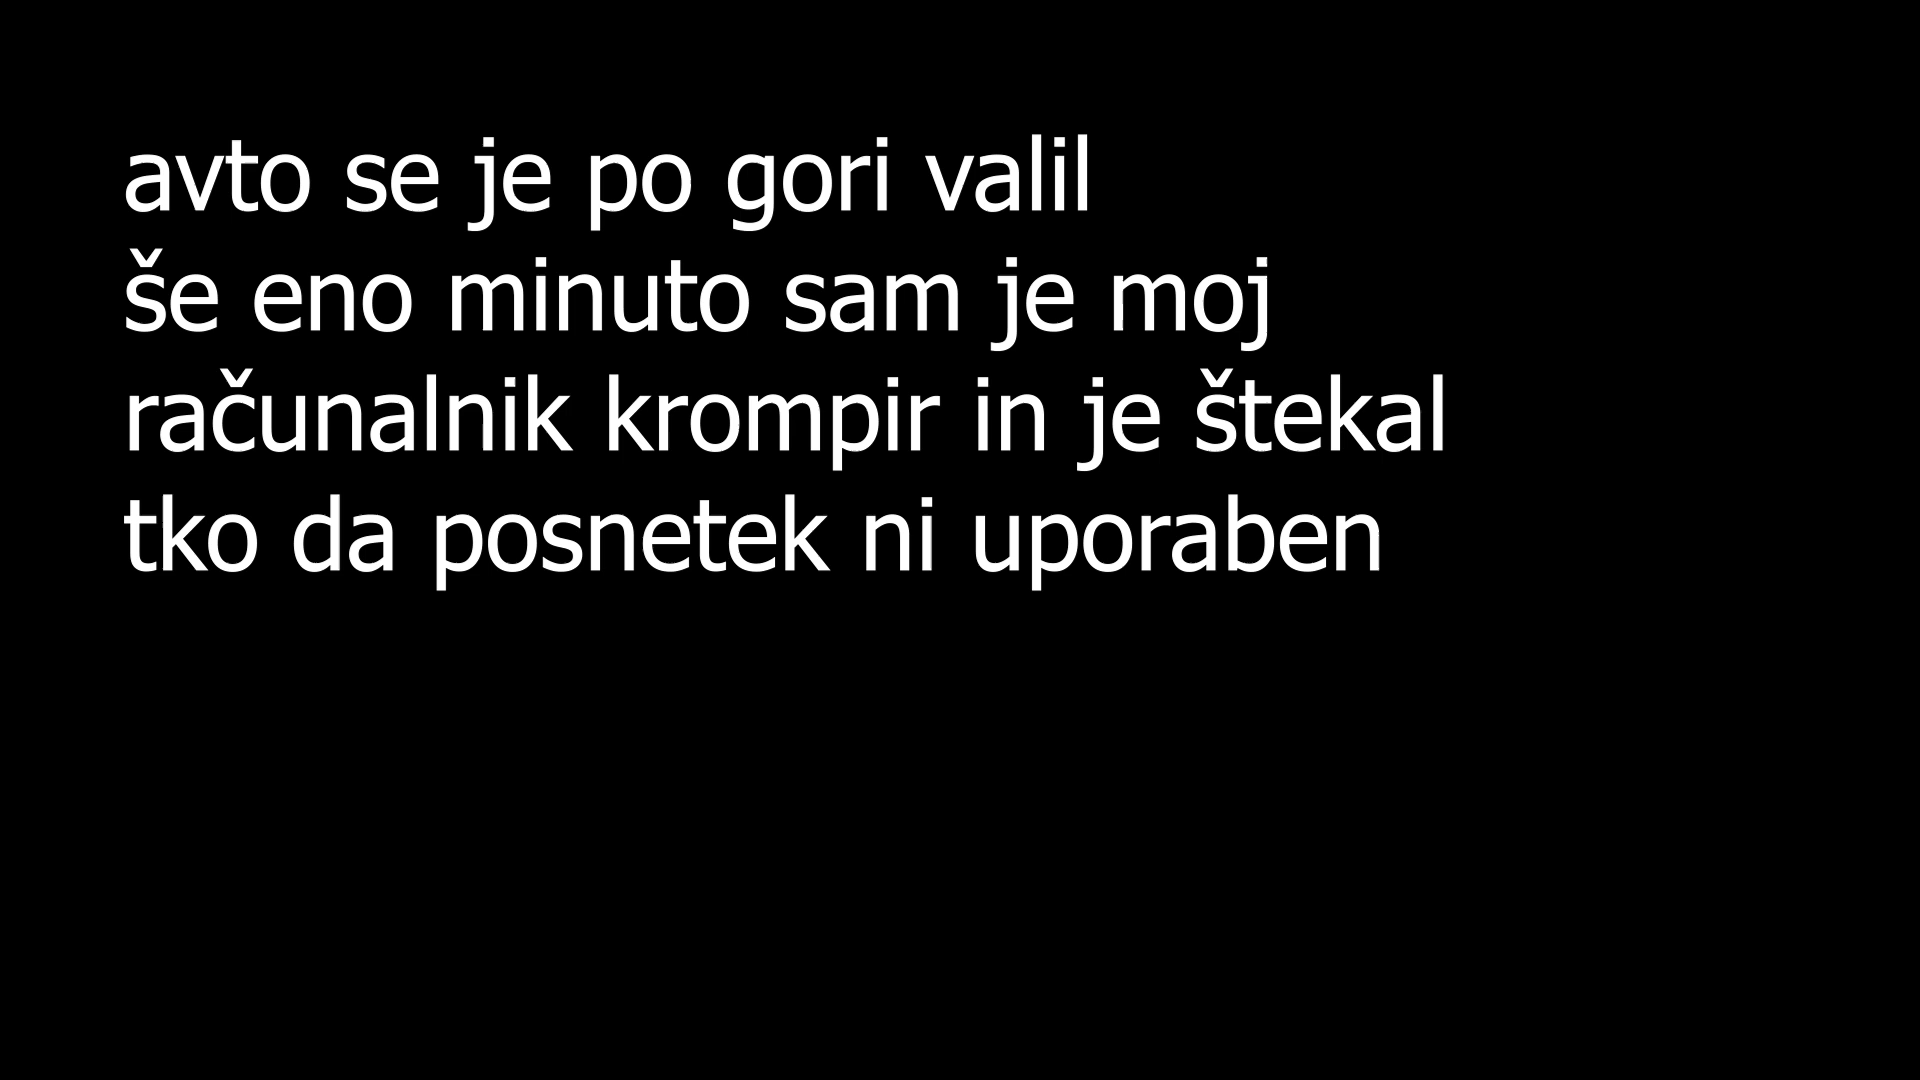 avto se je po gori valil
še eno minuto sam je moj
računalnik krompir in je štekal
tko da posnetek ni uporaben